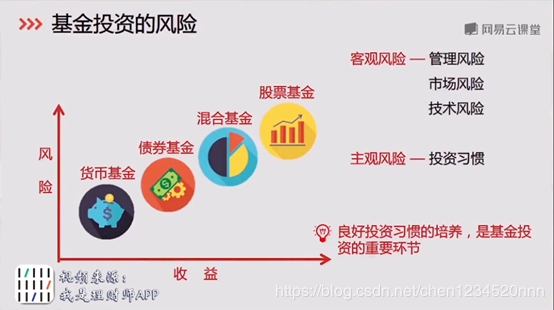 基金投资的风险
网易云课堂
客观风险 — 管理风险
市场风险
技术风险
主观风险 — 投资习惯
股票基金
混合基金
债券基金
货币基金
风
险
收 益
良好投资习惯的培养，是基金投
资的重要环节
视频来源：
我是理财师APP
https://blog.csdn.net/chen1234520nnn